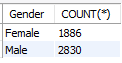 Gender COUNT(*)
Female 1886
Male 2830